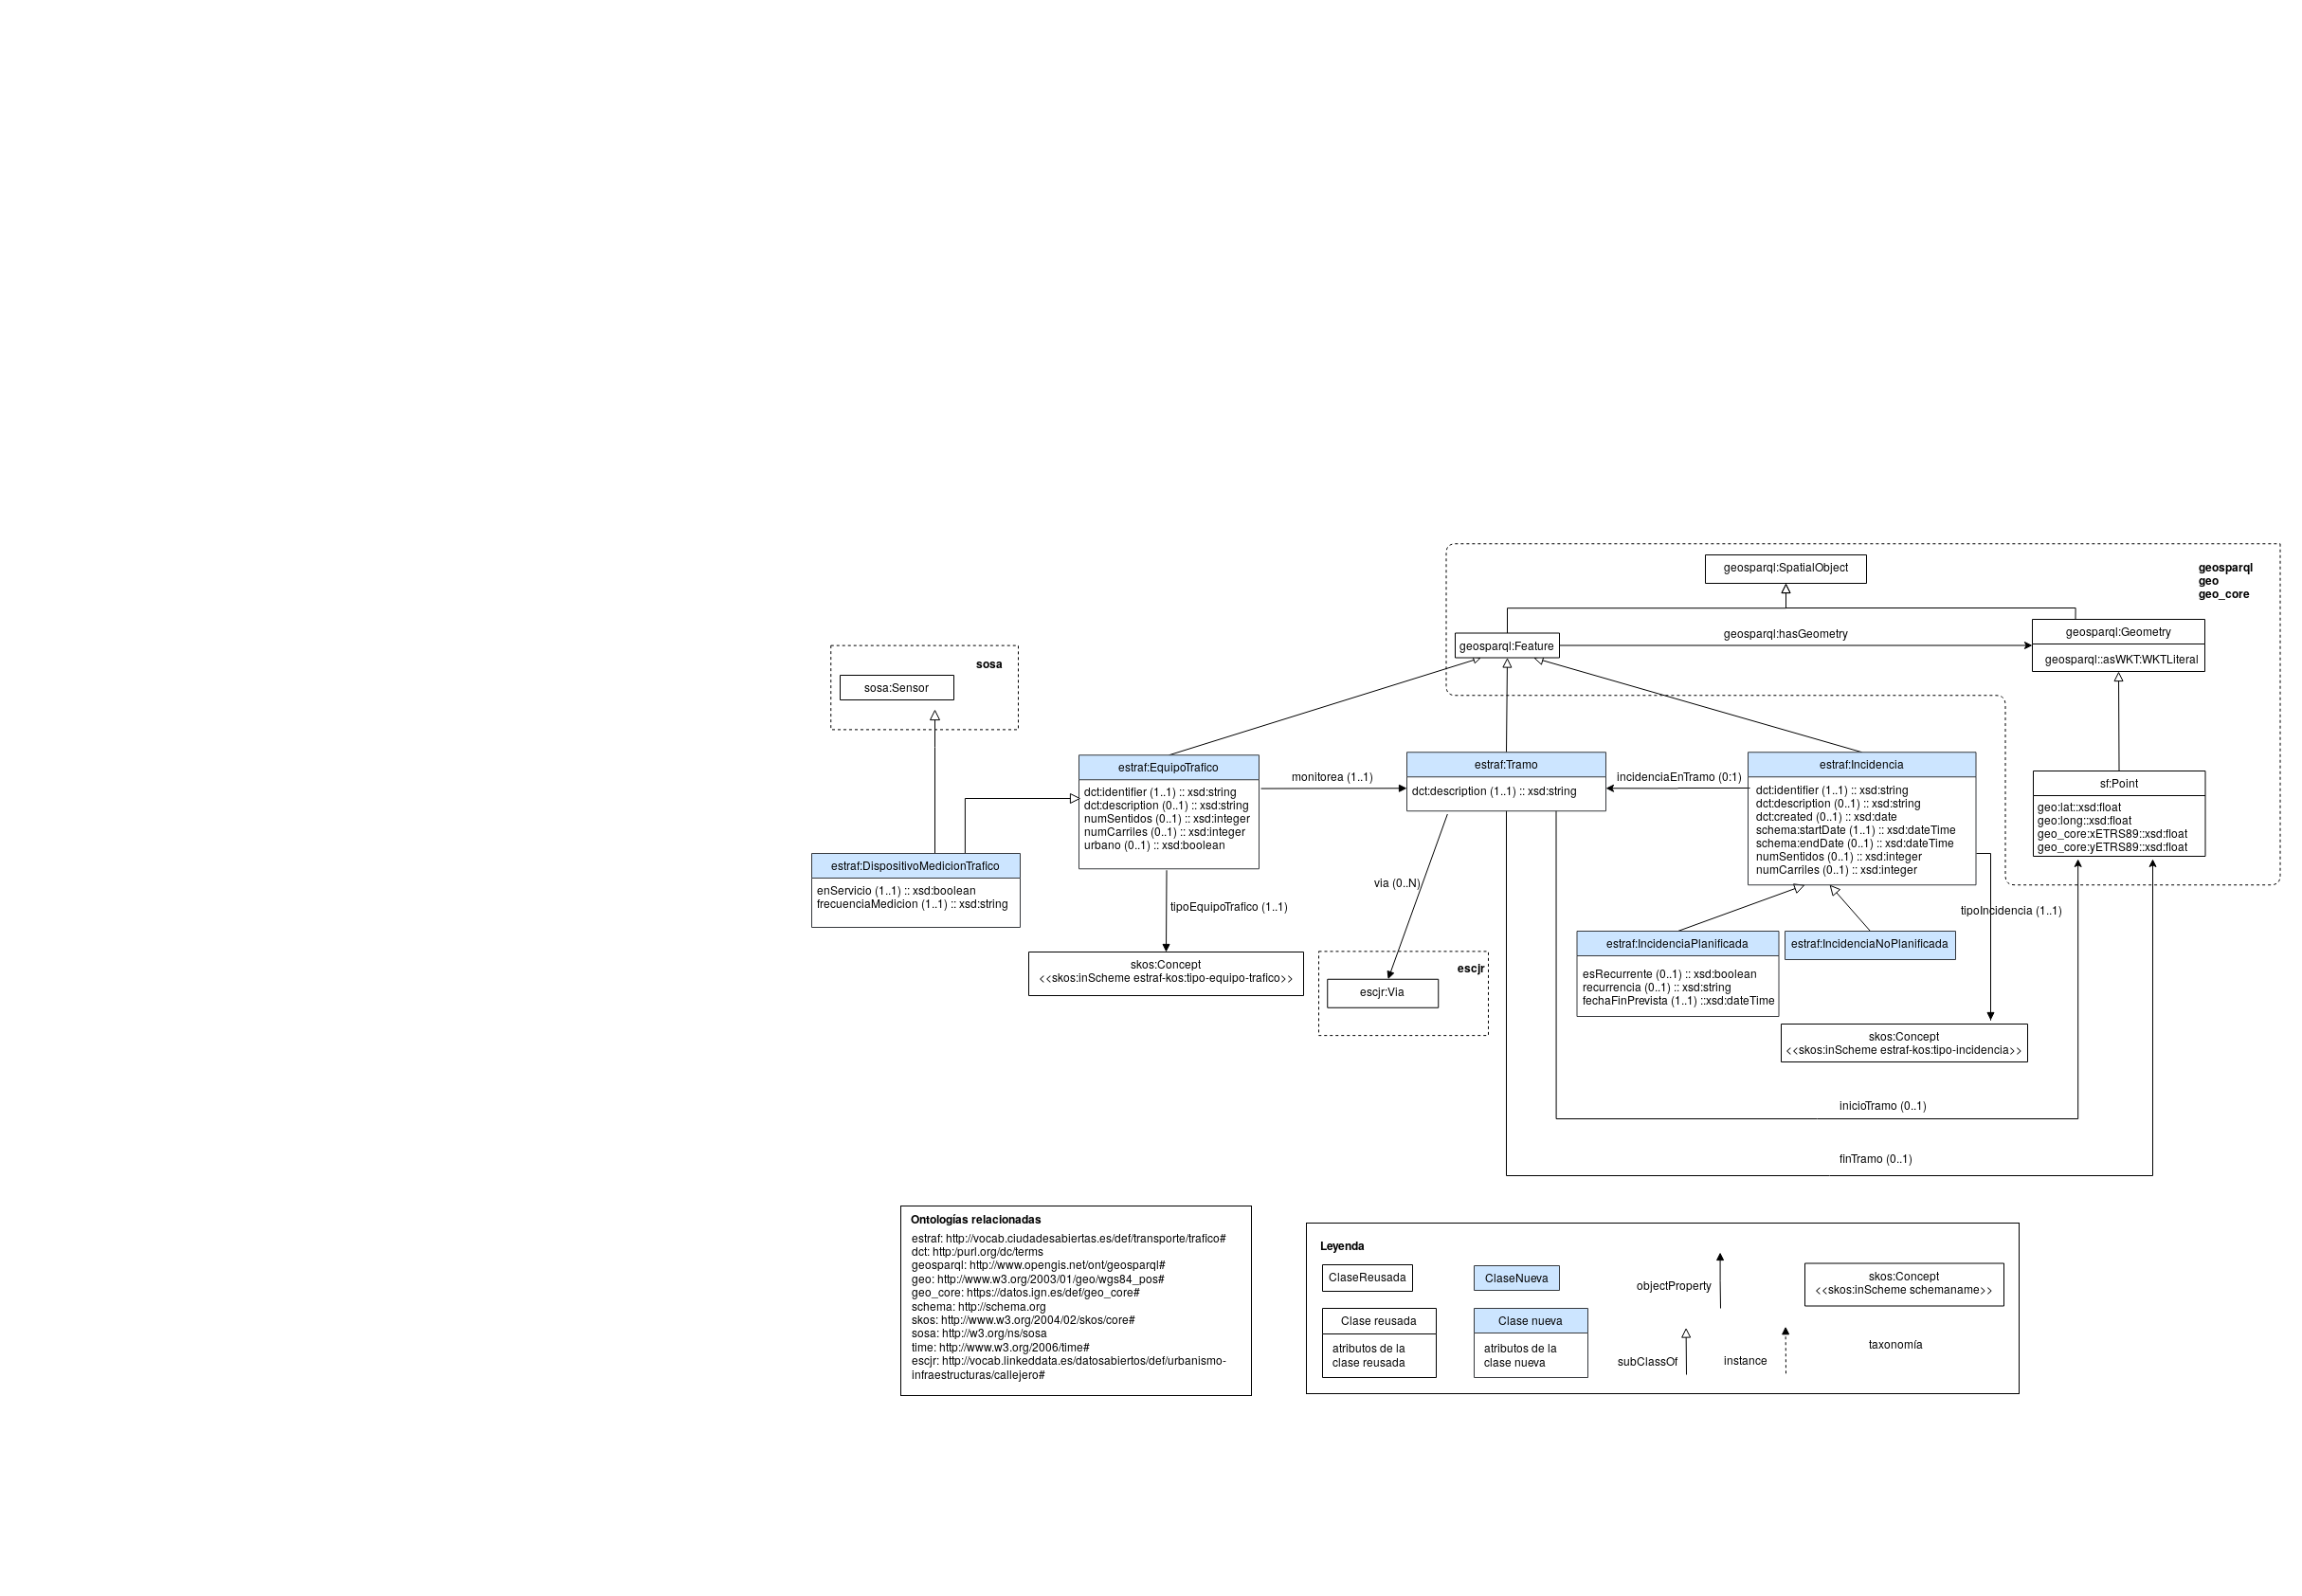 geosparql:SpatialObject
geosparql
geo
geo_core
geosparql:Feature
geosparql:hasGeometry
geosparql:Geometry
geosparql::asWKT:WKTLiteral
sosa
sosa:Sensor
estraf:EquipoTrafico
dct:identifier (1..1) :: xsd:string
dct:description (0..1) :: xsd:string
numSentidos (0..1) :: xsd:integer
numCarriles (0..1) :: xsd:integer
urbano (0..1) :: xsd:boolean
monitorea (1..1)
estraf:Tramo
dct:description (1..1) :: xsd:string
incidenciaEnTramo (0:1)
estraf:Incidencia
dct:identifier (1..1) :: xsd:string
dct:description (0..1) :: xsd:string
dct:created (0..1) :: xsd:date
schema:startDate (1..1) :: xsd:dateTime
schema:endDate (0..1) :: xsd:dateTime
numSentidos (0..1) :: xsd:integer
numCarriles (0..1) :: xsd:integer
sf:Point
geo:lat::xsd:float
geo:long::xsd:float
geo_core:xETRS89::xsd:float
geo_core:yETRS89::xsd:float
estraf:DispositivoMedicionTrafico
enServicio (1..1) :: xsd:boolean
frecuenciaMedicion (1..1) :: xsd:string
via (0..N)
tipoEquipoTrafico (1..1)
tipoIncidencia (1..1)
estraf:IncidenciaPlanificada
esRecurrente (0..1) :: xsd:boolean
recurrencia (0..1) :: xsd:string
fechaFinPrevista (1..1) ::xsd:dateTime
estraf:IncidenciaNoPlanificada
skos:Concept
<<skos:inScheme estraf-kos:tipo-equipo-trafico>>
escjr
escjr:Via
skos:Concept
<<skos:inScheme estraf-kos:tipo-incidencia>>
inicioTramo (0..1)
finTramo (0..1)
Ontologías relacionadas
estraf: http://vocab.ciudadesabiertas.es/def/transporte/trafico#
dct: http:/purl.org/dc/terms
geosparql: http://www.opengis.net/ont/geosparql#
geo: http://www.w3.org/2003/01/geo/wgs84_pos#
geo_core: https://datos.ign.es/def/geo_core#
schema: http://schema.org
skos: http://www.w3.org/2004/02/skos/core#
sosa: http://w3.org/ns/sosa
time: http://www.w3.org/2006/time#
escjr: http://vocab.linkeddata.es/datosabiertos/def/urbanismo-
infraestructuras/callejero#
Leyenda
ClaseReusada
ClaseNueva
objectProperty
skos:Concept
<<skos:inScheme schemaname>>
Clase reusada
atributos de la
clase reusada
Clase nueva
atributos de la
clase nueva
subClassOf
instance
taxonomía